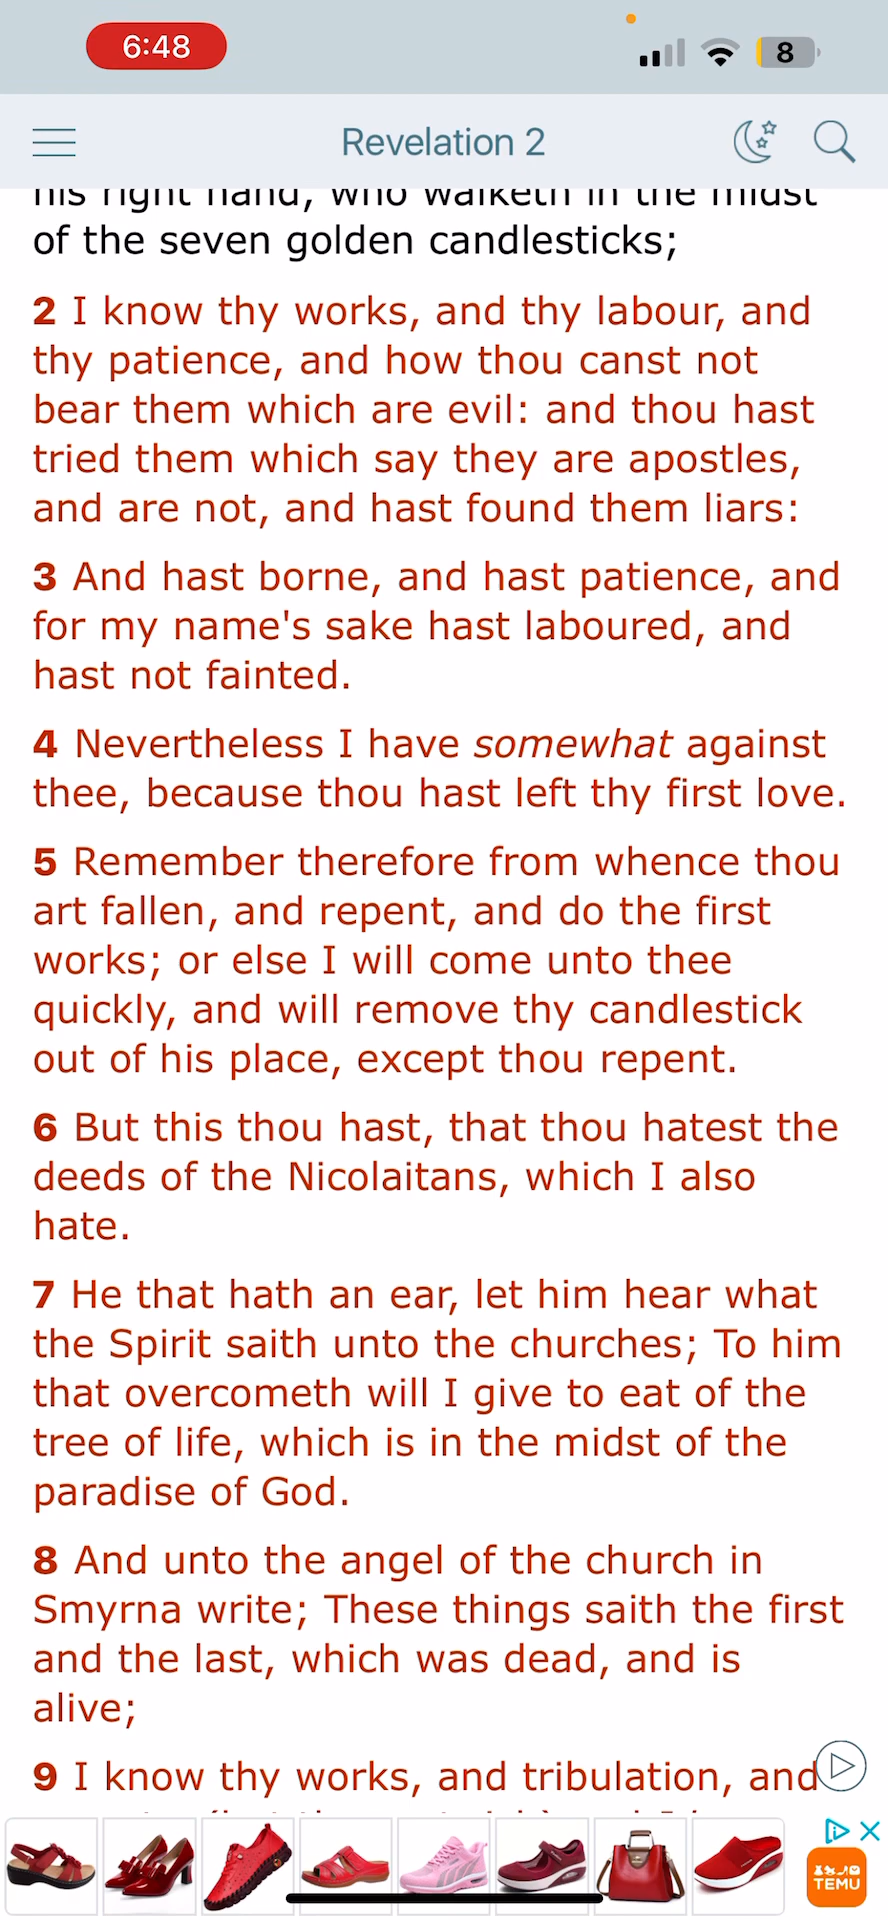 6:48
8
Revelation 2
his right hand, who walketh in the midst
of the seven golden candlesticks;
2 I know thy works, and thy labour, and
thy patience, and how thou canst not
bear them which are evil: and thou hast
tried them which say they are apostles,
and are not, and hast found them liars:
3 And hast borne, and hast patience, and
for my name's sake hast laboured, and
hast not fainted.
4 Nevertheless I have somewhat against
thee, because thou hast left thy first love.
5 Remember therefore from whence thou
art fallen, and repent, and do the first
works; or else I will come unto thee
quickly, and will remove thy candlestick
out of his place, except thou repent.
6 But this thou hast, that thou hatest the
deeds of the Nicolaitans, which I also
hate.
7 He that hath an ear, let him hear what
the Spirit saith unto the churches; To him
that overcometh will I give to eat of the
tree of life, which is in the midst of the
paradise of God.
8 And unto the angel of the church in
Smyrna write; These things saith the first
and the last, which was dead, and is
alive;
9 I know thy works, and tribulation, and
TEMU